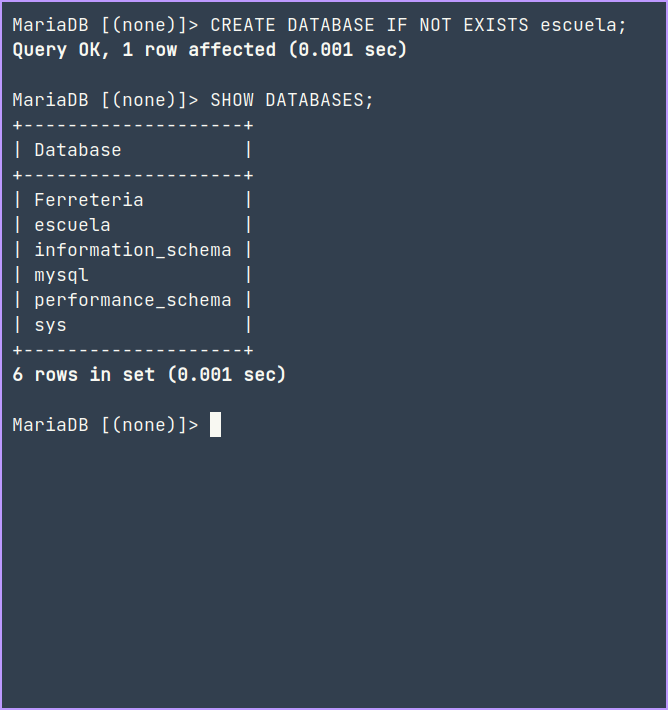 MariaDB [(none)]> CREATE DATABASE IF NOT EXISTS escuela;
Query OK, 1 row affected (0.001 sec)
MariaDB [(none)]> SHOW DATABASES;
+--------------------+
| Database           |
+--------------------+
| Ferreteria         |
| escuela            |
| information_schema |
| mysql              |
| performance_schema |
| sys                |
+--------------------+
6 rows in set (0.001 sec)
MariaDB [(none)]>